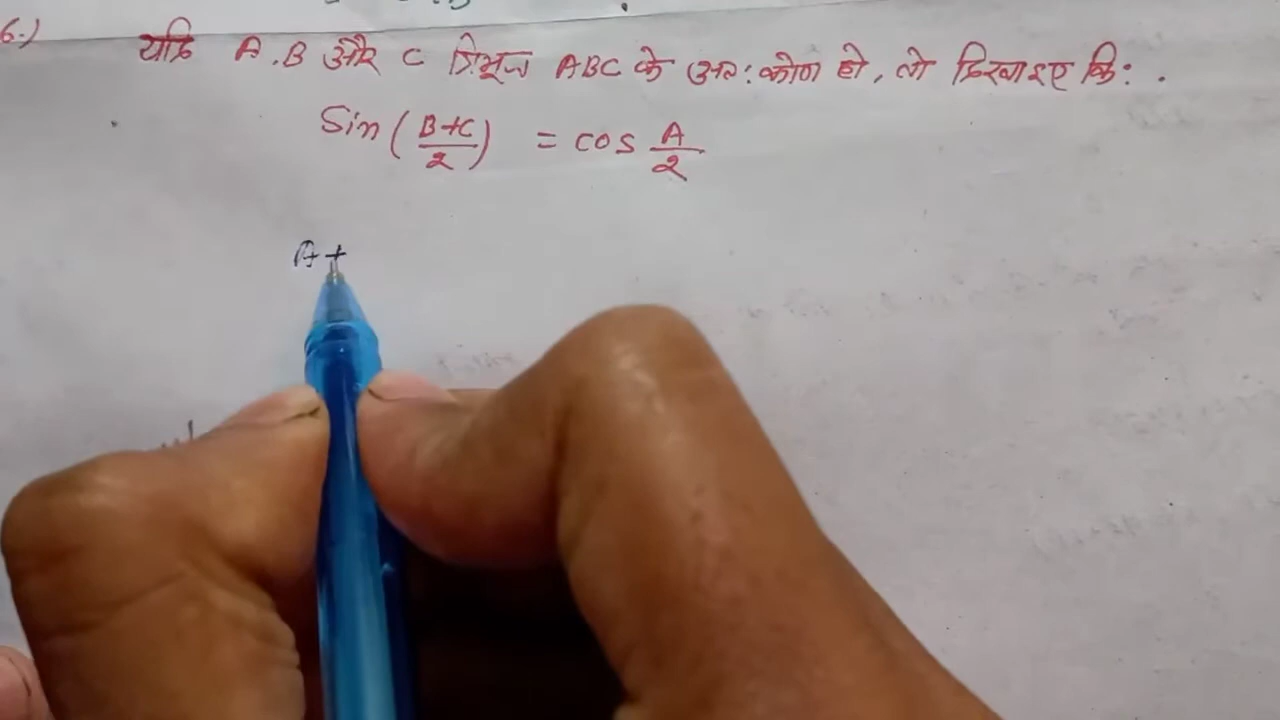 6.) यदि A, B और C त्रिभुज ABC के अन्त: कोण हो, तो दिखाइए कि: .
Sin (B+C/2) = cos A/2
A +